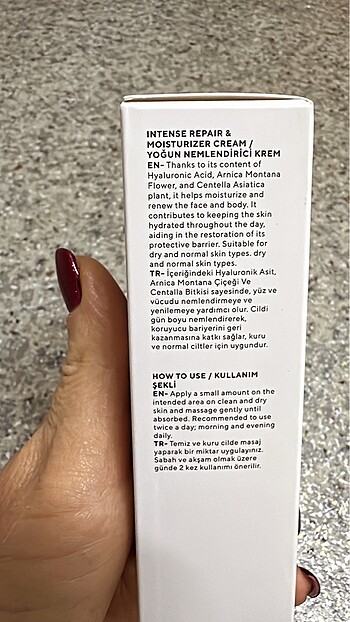 INTENSE REPAIR &
MOISTURIZER CREAM /
YOĞUN NEMLENDİRİCİ KREM
EN- Thanks to its content of
Hyaluronic Acid, Arnica Montana
Flower, and Centella Asiatica
plant, it helps moisturize and
renew the face and body. It
contributes to keeping the skin
hydrated throughout the day,
aiding in the restoration of its
protective barrier. Suitable for
dry and normal skin types. dry
and normal skin types.
TR- İçeriğindeki Hyaluronik Asit,
Arnica Montana Çiçeği Ve
Centalla Bitkisi sayesinde, yüz ve
vücudu nemlendirmeye ve
yenilemeye yardımcı olur. Cildi
gün boyu nemlendirerek,
koruyucu bariyerini geri
kazanmasına katkı sağlar, kuru
ve normal ciltler için uygundur.
HOW TO USE / KULLANIM
ŞEKLİ
EN- Apply a small amount on the
intended area on clean and dry
skin and massage gently until
absorbed. Recommended to use
twice a day; morning and evening
daily.
TR- Temiz ve kuru cilde masaj
yaparak bir miktar uygulayınız.
Sabah ve akşam olmak üzere
günde 2 kez kullanımı önerilir.